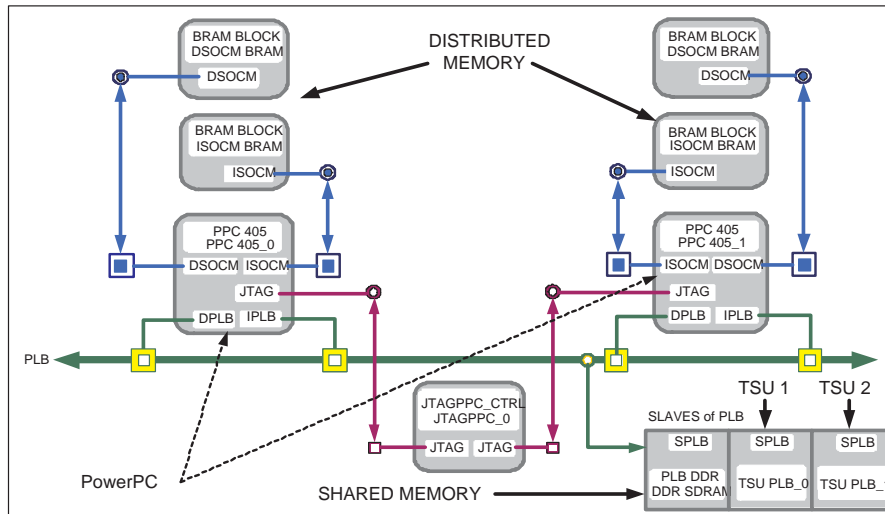 BRAM BLOCK
DSOCM BRAM
DSOCM
DISTRIBUTED
MEMORY
BRAM BLOCK
DSOCM BRAM
DSOCM
BRAM BLOCK
ISOCM BRAM
ISOCM
BRAM BLOCK
ISOCM BRAM
ISOCM
PPC 405
PPC 405_0
DSOCM ISOCM
JTAG
DPLB IPLB
PPC 405
PPC 405_1
ISOCM DSOCM
JTAG
DPLB IPLB
PLB
JTAGPPC_CTRL
JTAGPPC_0
JTAG JTAG
TSU 1 TSU 2
SLAVES of PLB
SPLB SPLB SPLB
PLB DDR
DDR SDRAM
TSU PLB_0
TSU PLB_
PowerPC
SHARED MEMORY